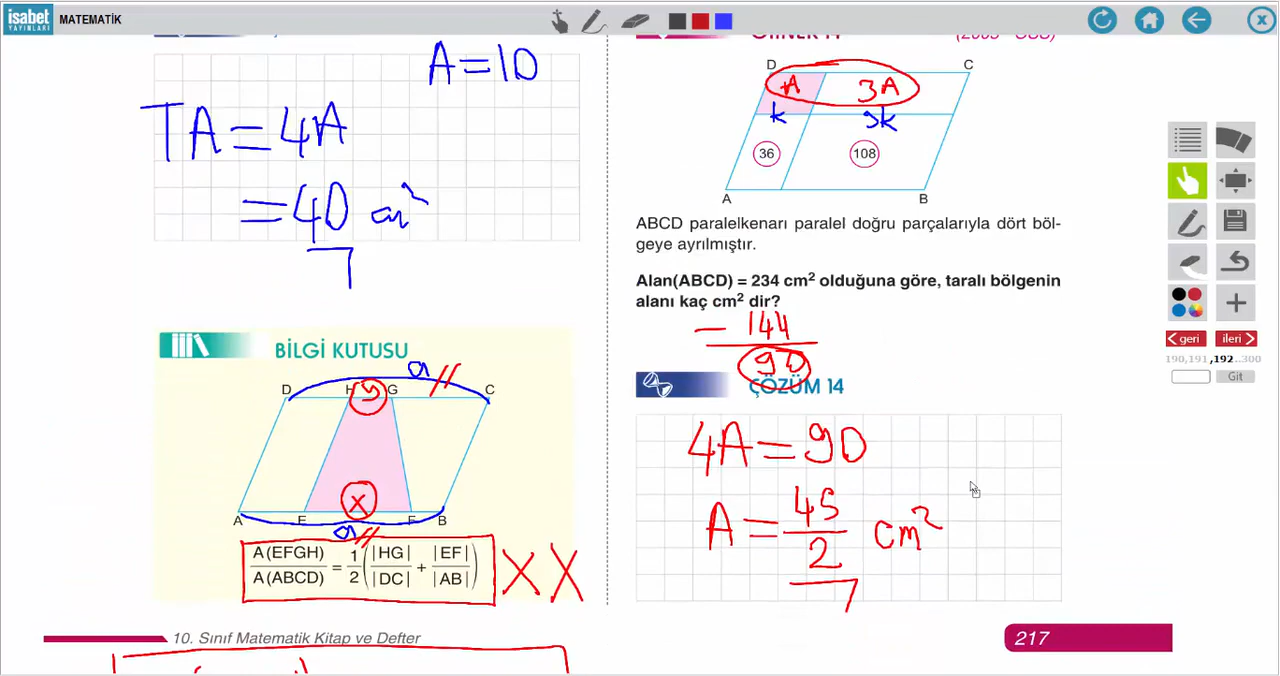 isabet
YAYINLARI
MATEMATİK
A=10
TA=4A
=40 cm²
BİLGİ KUTUSU
a
D H G C
y
x
A E F B
a
A(EFGH) / A(ABCD) = 1/2 (|HG| / |DC| + |EF| / |AB|)
X X
10. Sınıf Matematik Kitap ve Defter
D C
A 3A
k 3k
36 108
A B
ABCD paralelkenarı paralel doğru parçalarıyla dört böl-
geye ayrılmıştır.
Alan(ABCD) = 234 cm² olduğuna göre, taralı bölgenin
alanı kaç cm² dir?
- 144
90
ÇÖZÜM 14
4A=90
A=45/2 cm²
217
geri
ileri
190,191,192..300
Git